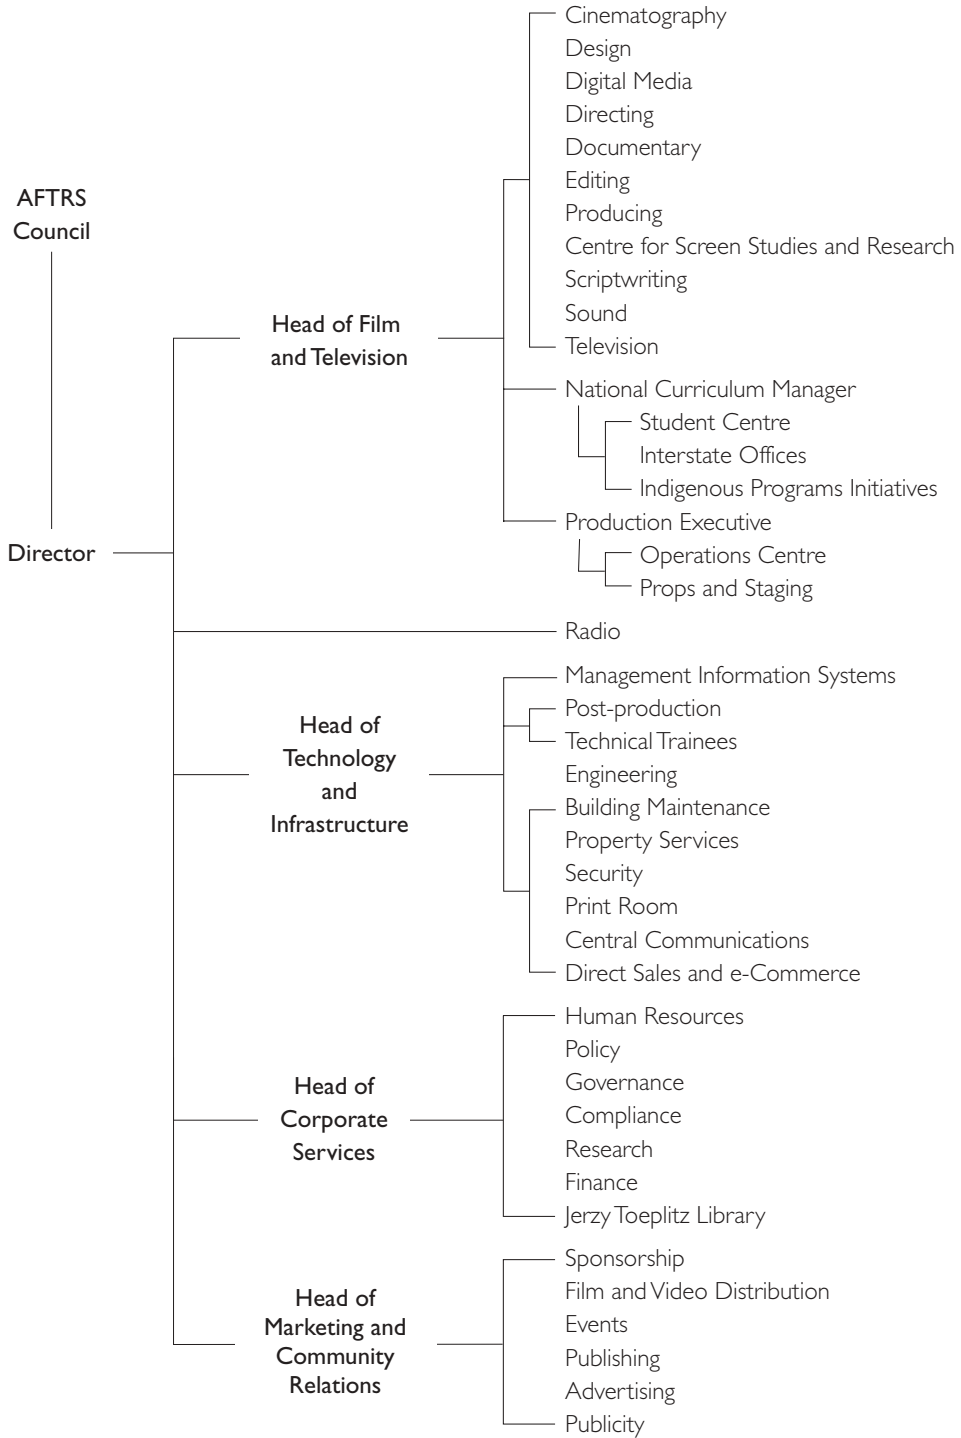 AFTRS
Council
Director
Head of Film
and Television
Cinematography
Design
Digital Media
Directing
Documentary
Editing
Producing
Centre for Screen Studies and Research
Scriptwriting
Sound
Television
National Curriculum Manager
Student Centre
Interstate Offices
Indigenous Programs Initiatives
Production Executive
Operations Centre
Props and Staging
Radio
Head of
Technology
and
Infrastructure
Management Information Systems
Post-production
Technical Trainees
Engineering
Building Maintenance
Property Services
Security
Print Room
Central Communications
Direct Sales and e-Commerce
Head of
Corporate
Services
Human Resources
Policy
Governance
Compliance
Research
Finance
Jerzy Toeplitz Library
Head of
Marketing and
Community
Relations
Sponsorship
Film and Video Distribution
Events
Publishing
Advertising
Publicity